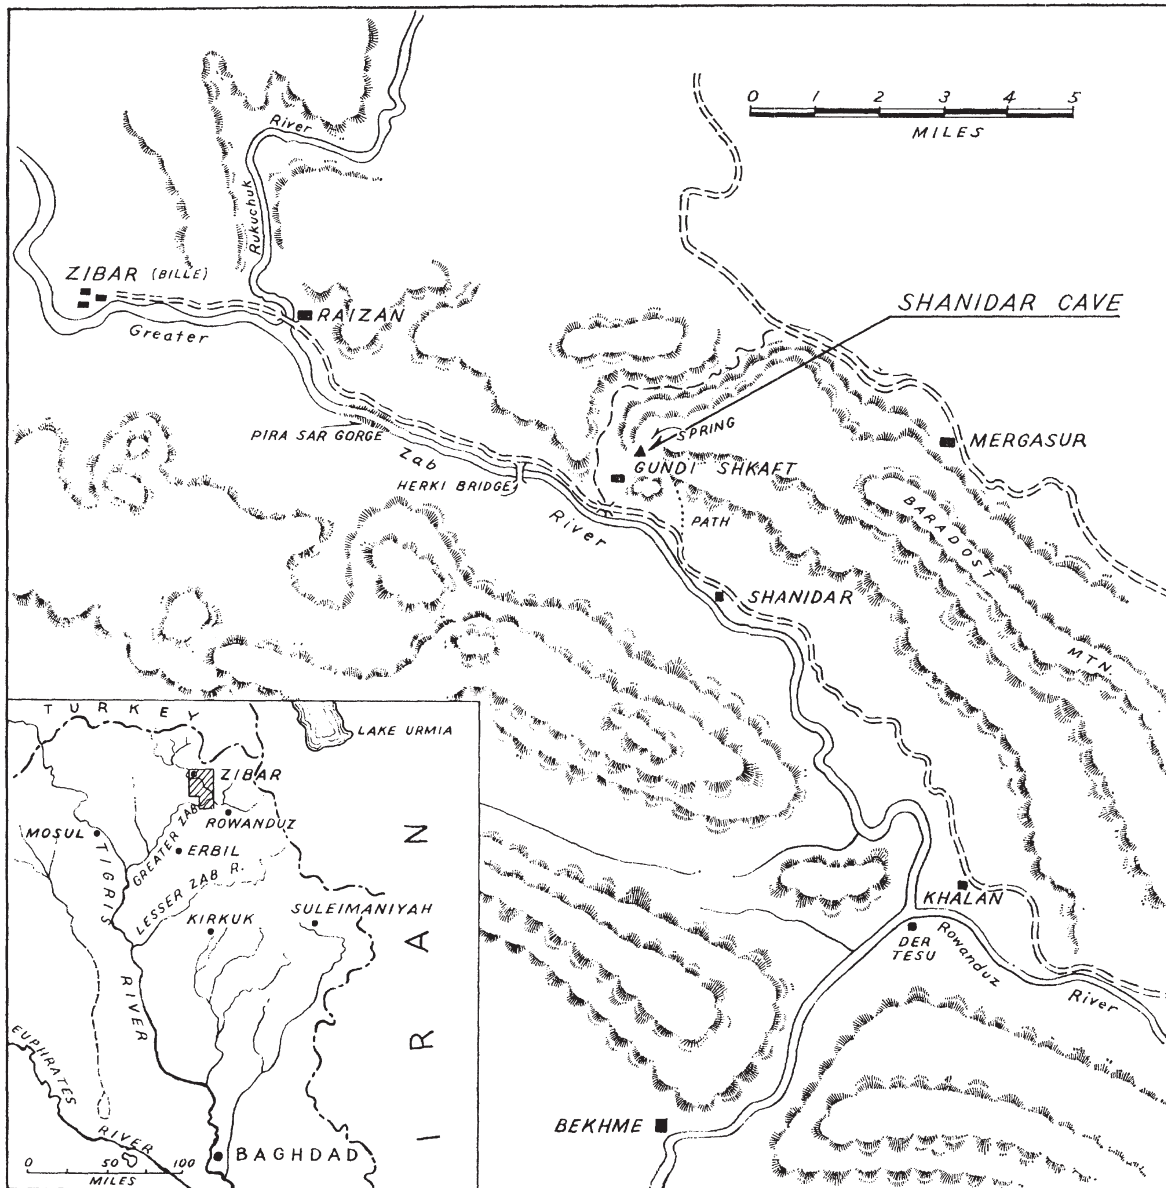 0 1 2 3 4 5
MILES
River
Rukuchuk
ZIBAR (BILLE)
RAIZAN
Greater
SHANIDAR CAVE
PIRA SAR GORGE
SPRING
MERGASUR
Zab
GUNDI SHKAFT
HERKI BRIDGE
River
PATH
BARADOST
MTN.
SHANIDAR
KHALAN
DER
TESU
Rowanduz
River
BEKHME
TURKEY
LAKE URMIA
ZIBAR
GREATER ZAB
ROWANDUZ
MOSUL
ERBIL
TIGRIS
LESSER ZAB R.
KIRKUK
SULEIMANIYAH
IRAN
RIVER
EUPHRATES
RIVER
BAGHDAD
0 50 100
MILES